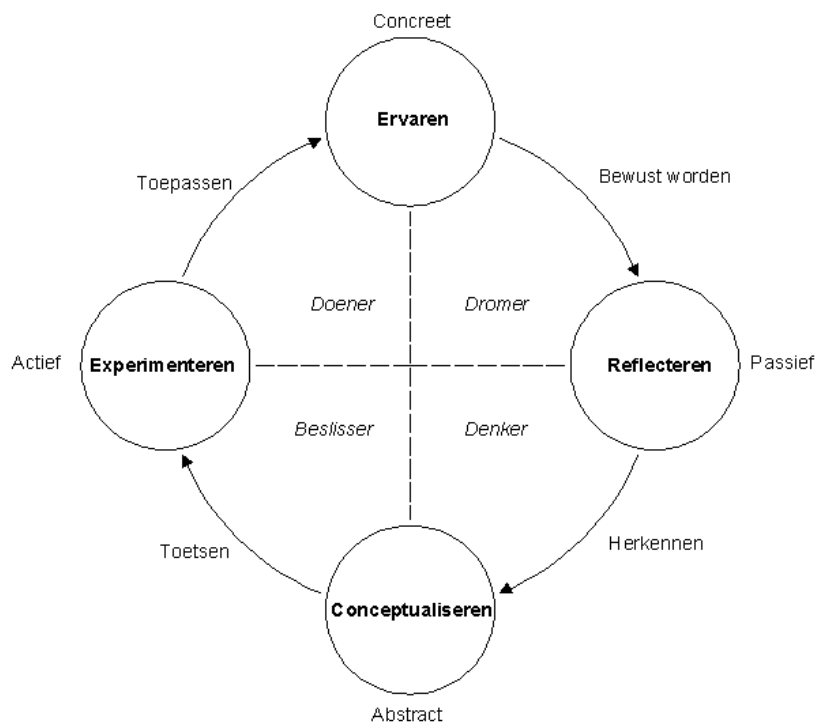 Concreet
Ervaren
Toepassen
Bewust worden
Doener
Dromer
Actief
Experimenteren
Reflecteren
Passief
Beslisser
Denker
Toetsen
Herkennen
Conceptualiseren
Abstract